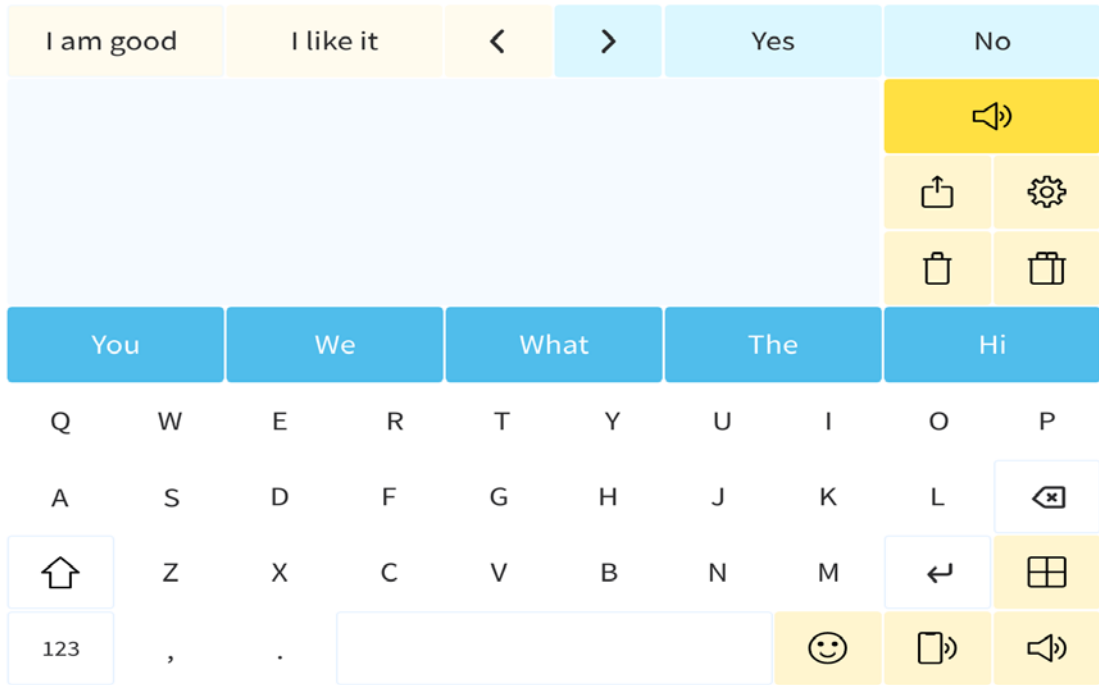 I am good I like it Yes No
You We What The Hi
Q W E R T Y U I O P
A S D F G H J K L
Z X C V B N M
123 , .